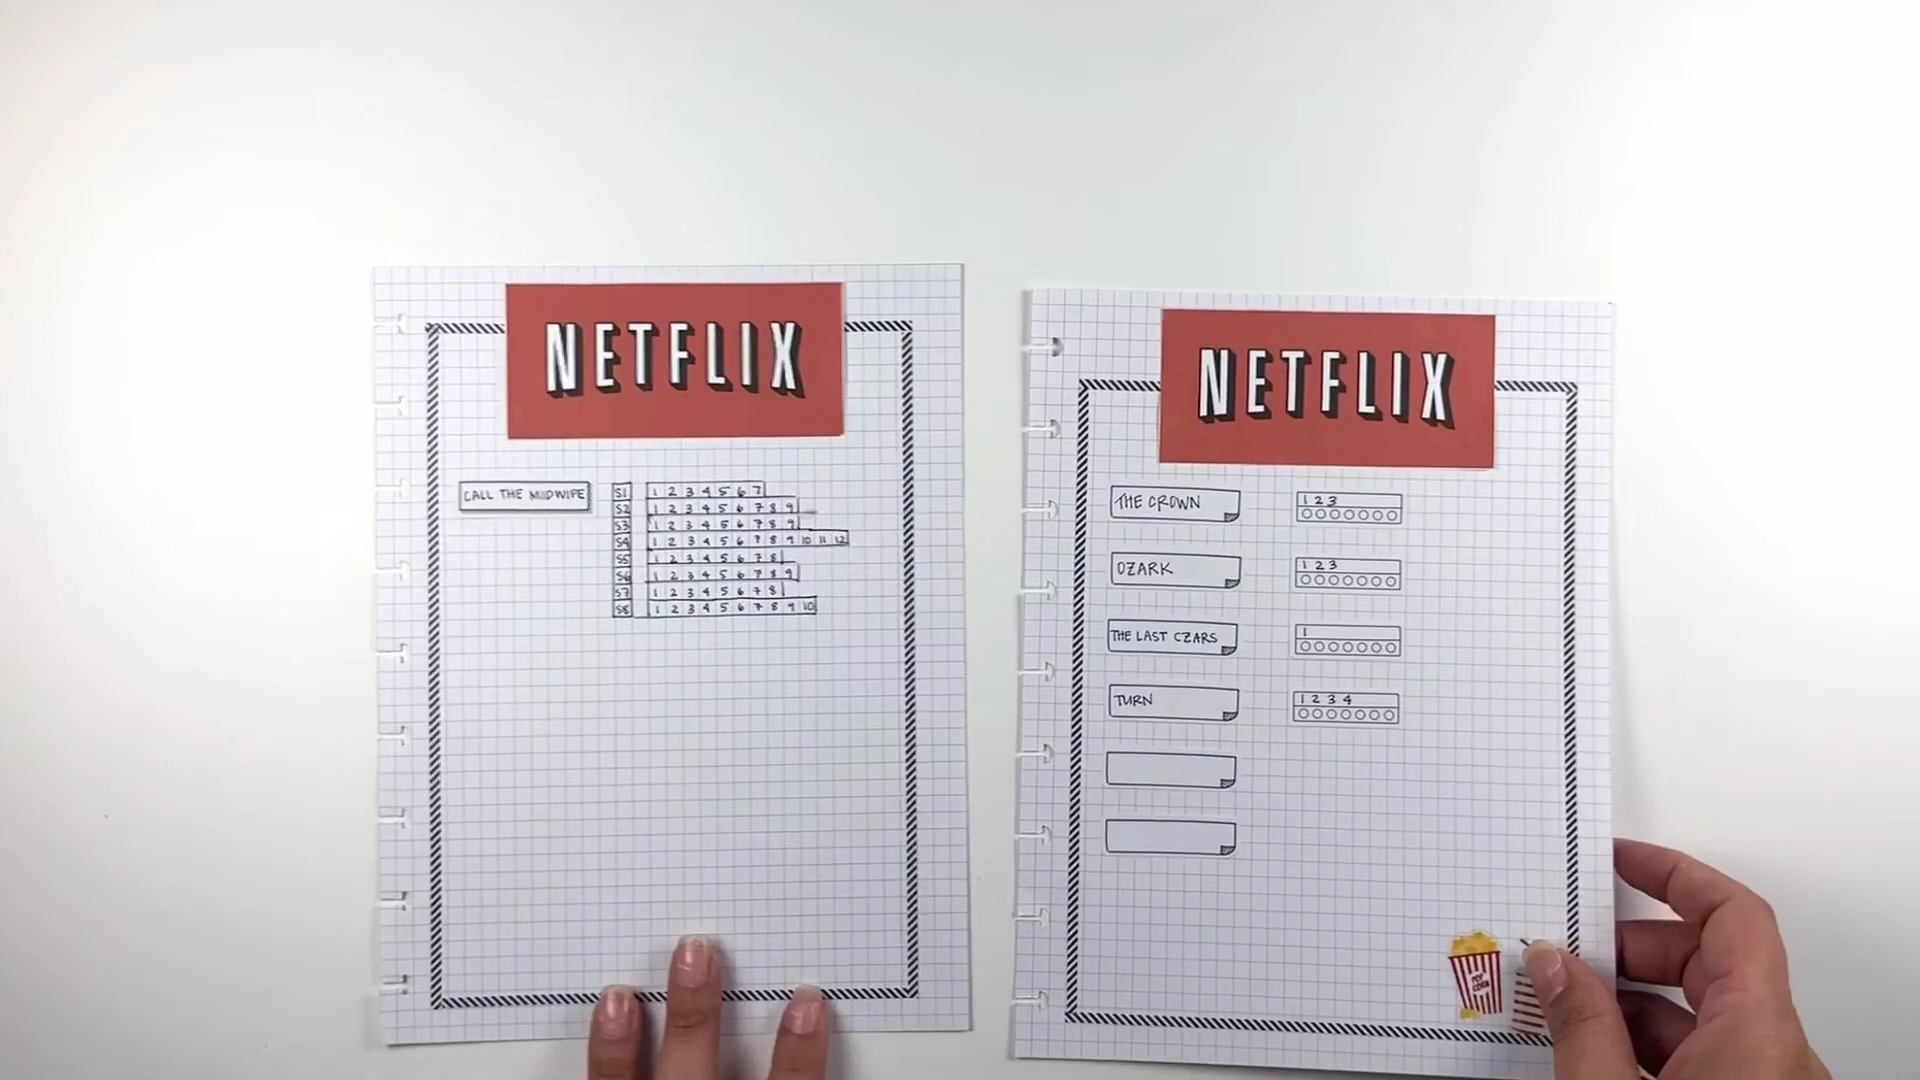 NETFLIX
CALL THE MIDWIFE
S1 1 2 3 4 5 6 7
S2 1 2 3 4 5 6 7 8 9
S3 1 2 3 4 5 6 7 8 9
S4 1 2 3 4 5 6 7 8 9 10 11 12
S5 1 2 3 4 5 6 7 8
S6 1 2 3 4 5 6 7 8 9
S7 1 2 3 4 5 6 7 8
S8 1 2 3 4 5 6 7 8 9 10
NETFLIX
THE CROWN 1 2 3
OZARK 1 2 3
THE LAST CZARS 1
TURN 1 2 3 4
POP
CORN